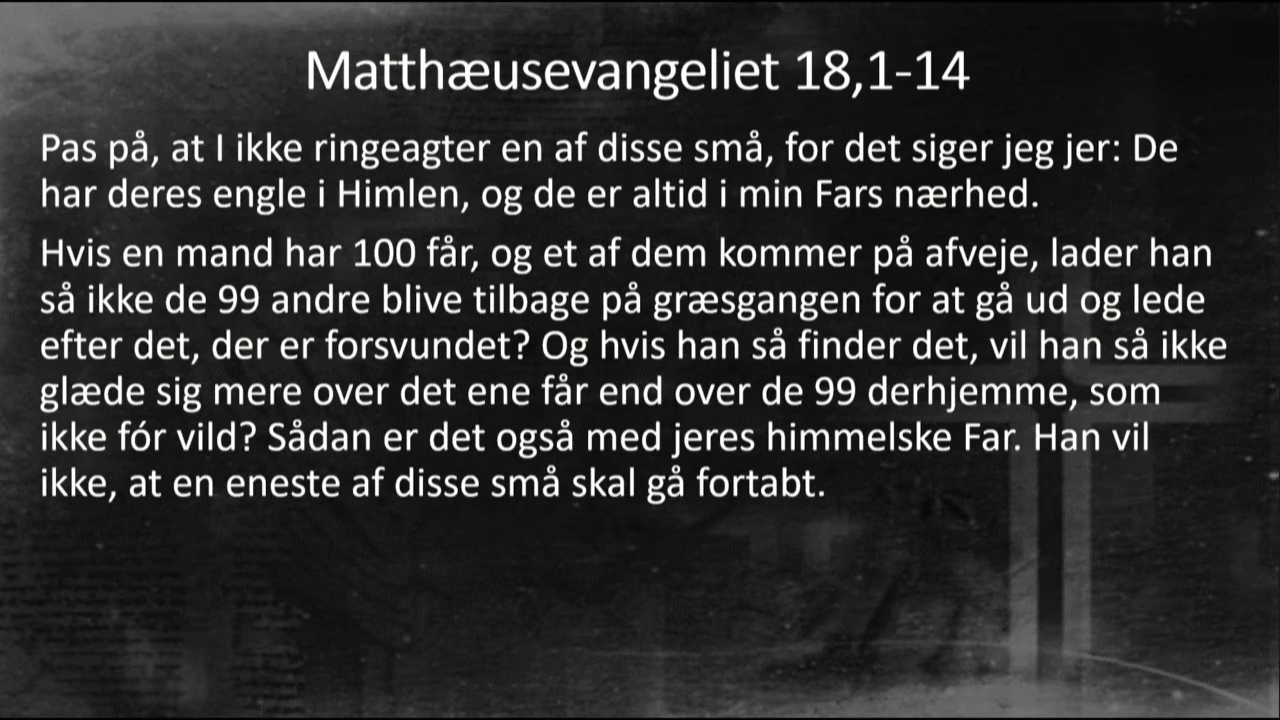 Matthæusevangeliet 18,1-14
Pas på, at I ikke ringeagter en af disse små, for det siger jeg jer: De
har deres engle i Himlen, og de er altid i min Fars nærhed.
Hvis en mand har 100 får, og et af dem kommer på afveje, lader han
så ikke de 99 andre blive tilbage på græsgangen for at gå ud og lede
efter det, der er forsvundet? Og hvis han så finder det, vil han så ikke
glæde sig mere over det ene får end over de 99 derhjemme, som
ikke fór vild? Sådan er det også med jeres himmelske Far. Han vil
ikke, at en eneste af disse små skal gå fortabt.